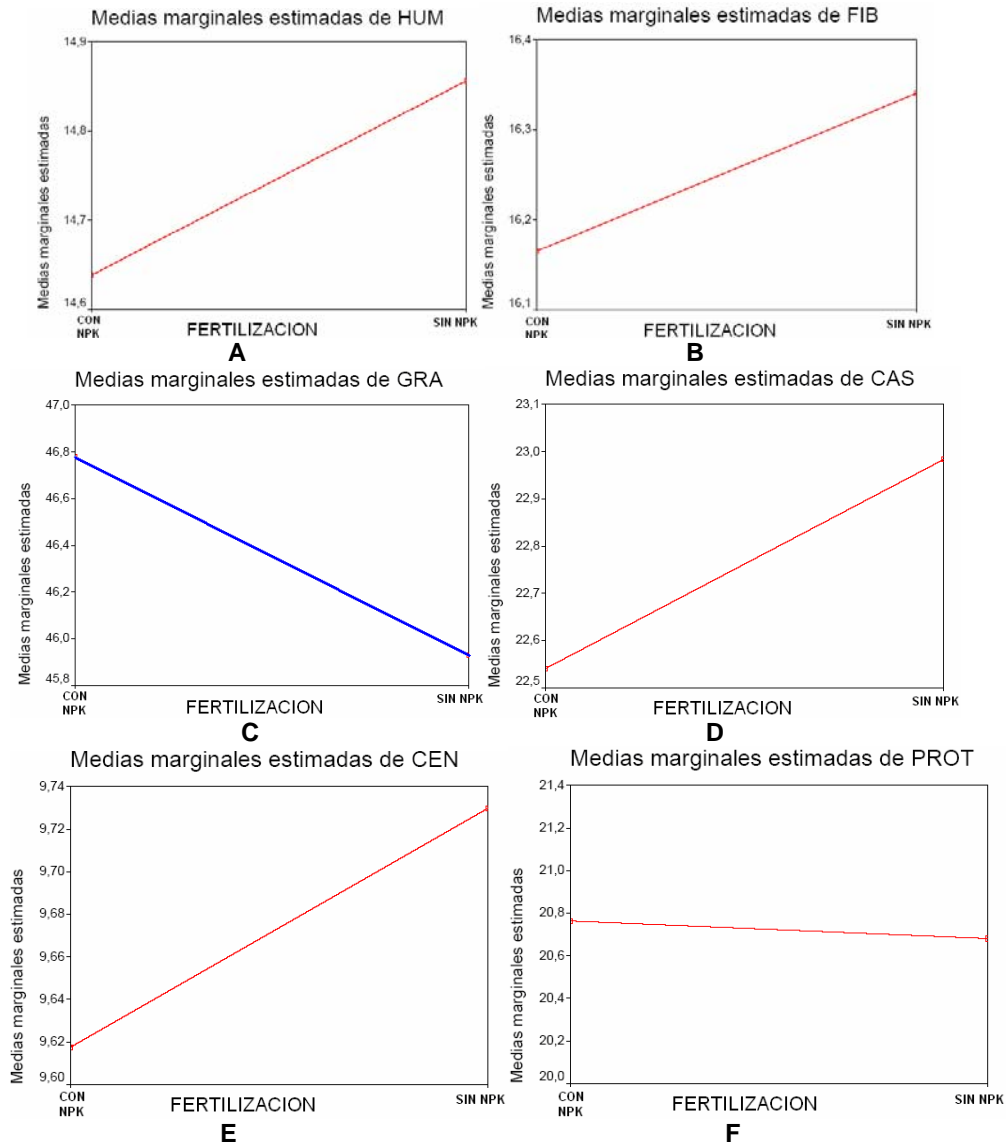 Medias marginales estimadas de HUM
Medias marginales estimadas
14,9
14,8
14,7
14,6
CON
NPK
FERTILIZACION
SIN NPK
A
Medias marginales estimadas de FIB
Medias marginales estimadas
16,4
16,3
16,2
16,1
CON
NPK
FERTILIZACION
SIN NPK
B
Medias marginales estimadas de GRA
Medias marginales estimadas
47,0
46,8
46,6
46,4
46,2
46,0
45,8
CON
NPK
FERTILIZACION
SIN NPK
C
Medias marginales estimadas de CAS
Medias marginales estimadas
23,1
23,0
22,9
22,8
22,7
22,6
22,5
CON
NPK
FERTILIZACION
SIN NPK
D
Medias marginales estimadas de CEN
Medias marginales estimadas
9,74
9,72
9,70
9,68
9,66
9,64
9,62
9,60
CON
NPK
FERTILIZACION
SIN NPK
E
Medias marginales estimadas de PROT
Medias marginales estimadas
21,4
21,2
21,0
20,8
20,6
20,4
20,2
20,0
CON
NPK
FERTILIZACION
SIN NPK
F